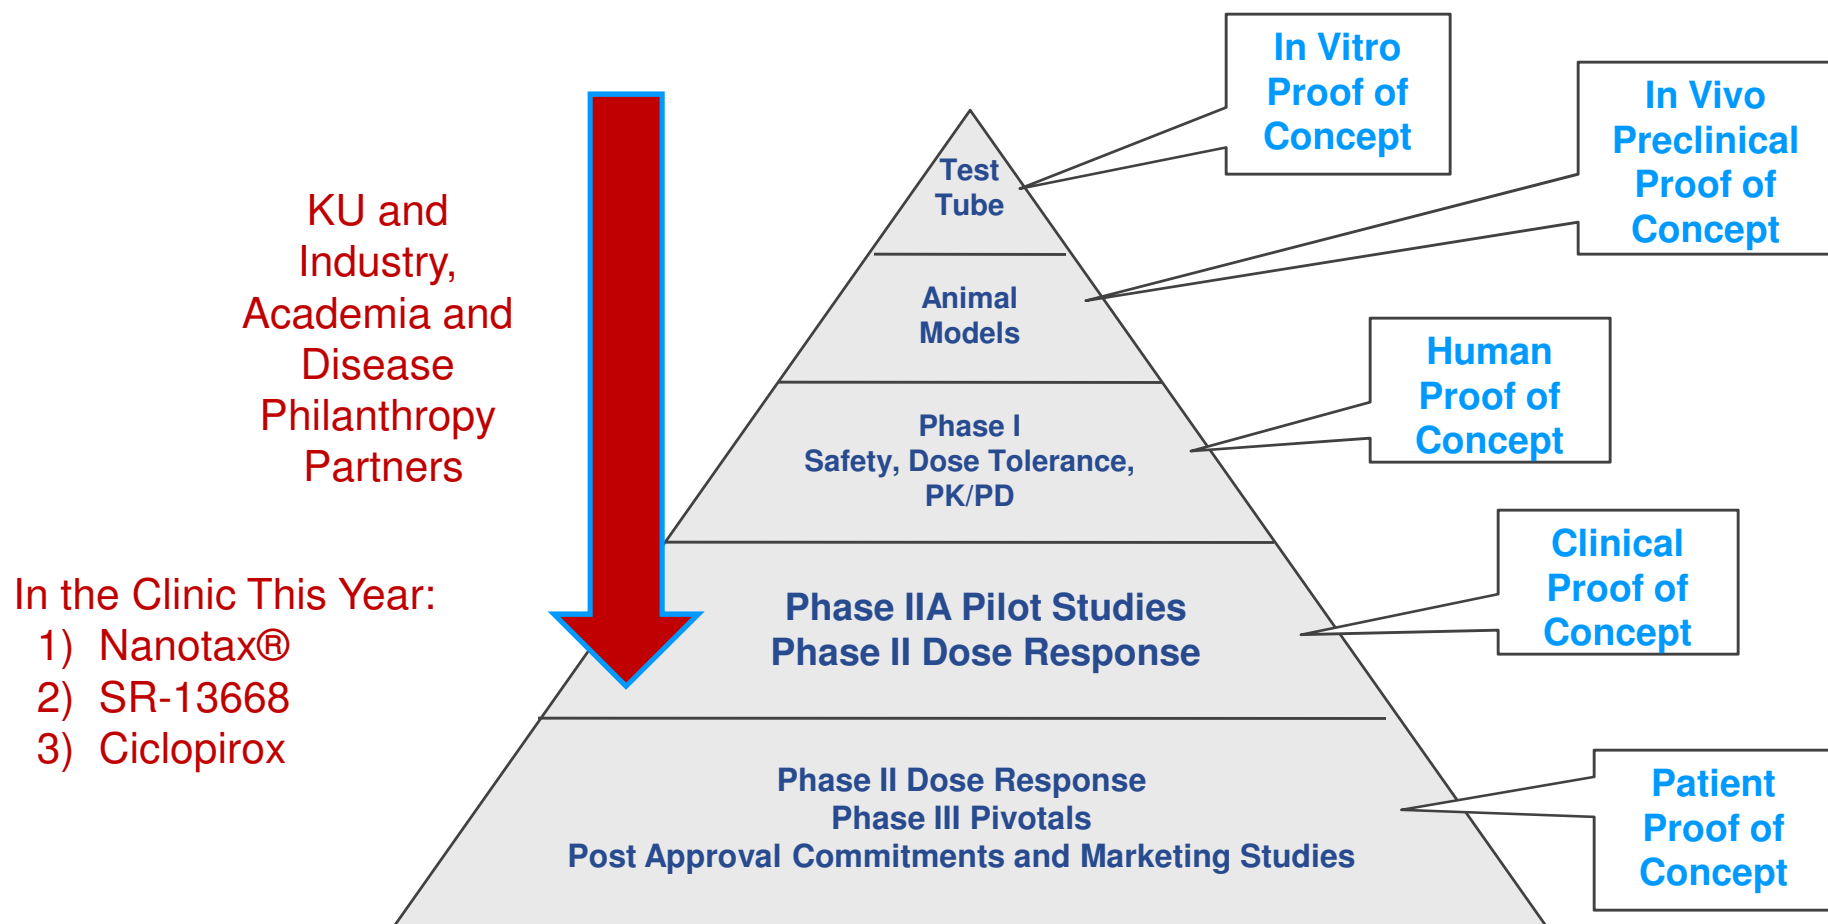 In Vitro
Proof of
Concept
In Vivo
Preclinical
Proof of
Concept
Test
Tube
KU and
Industry,
Academia and
Disease
Philanthropy
Partners
Animal
Models
Human
Proof of
Concept
Phase I
Safety, Dose Tolerance,
PK/PD
Clinical
Proof of
Concept
In the Clinic This Year:
1) Nanotax®
2) SR-13668
3) Ciclopirox
Phase IIA Pilot Studies
Phase II Dose Response
Phase II Dose Response
Phase III Pivotals
Post Approval Commitments and Marketing Studies
Patient
Proof of
Concept